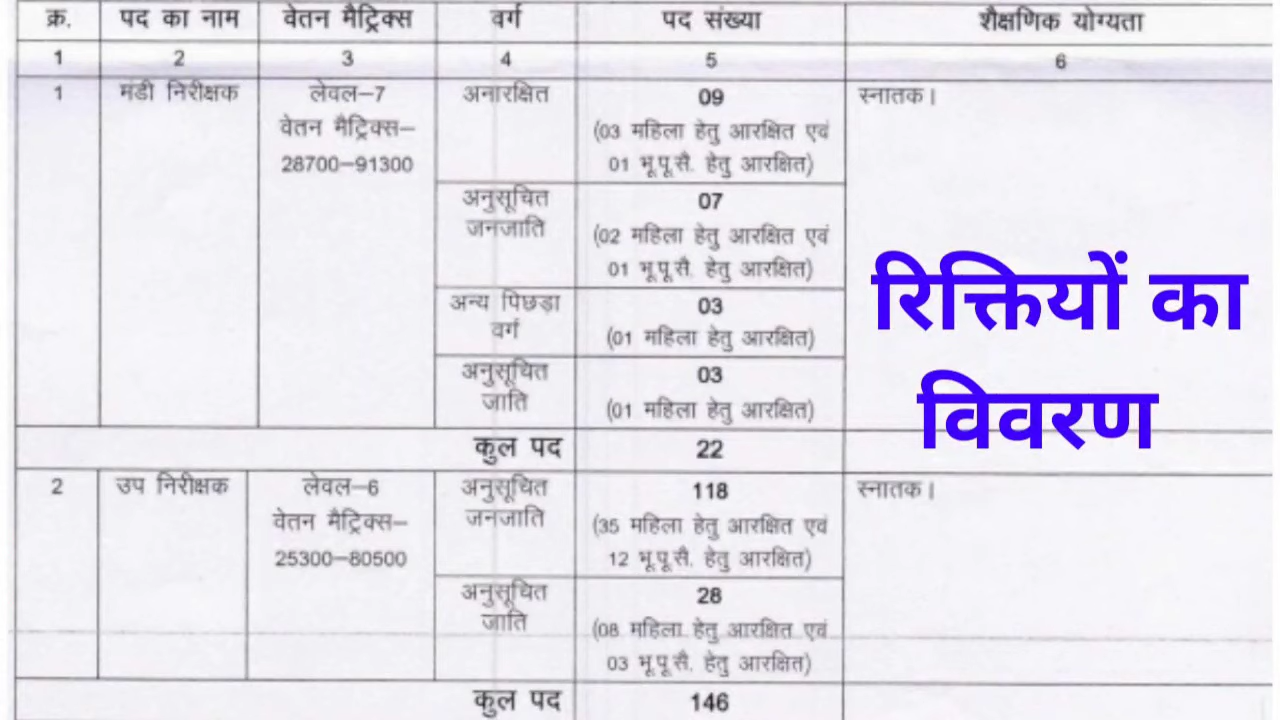 क्र. पद का नाम वेतन मैट्रिक्स वर्ग पद संख्या शैक्षणिक योग्यता
1 2 3 4 5 6
1 मंडी निरीक्षक लेवल–7 अनारक्षित 09 स्नातक।
वेतन मैट्रिक्स– (03 महिला हेतु आरक्षित एवं
28700–91300 01 भू.पू.सै. हेतु आरक्षित)
अनुसूचित 07
जनजाति (02 महिला हेतु आरक्षित एवं
01 भू.पू.सै. हेतु आरक्षित)
अन्य पिछड़ा 03
वर्ग (01 महिला हेतु आरक्षित)
अनुसूचित 03
जाति (01 महिला हेतु आरक्षित)
कुल पद 22
रिक्तियों का
विवरण
2 उप निरीक्षक लेवल–6 अनुसूचित 118 स्नातक।
वेतन मैट्रिक्स– जनजाति (35 महिला हेतु आरक्षित एवं
25300–80500 12 भू.पू.सै. हेतु आरक्षित)
अनुसूचित 28
जाति (08 महिला हेतु आरक्षित एवं
03 भू.पू.सै. हेतु आरक्षित)
कुल पद 146